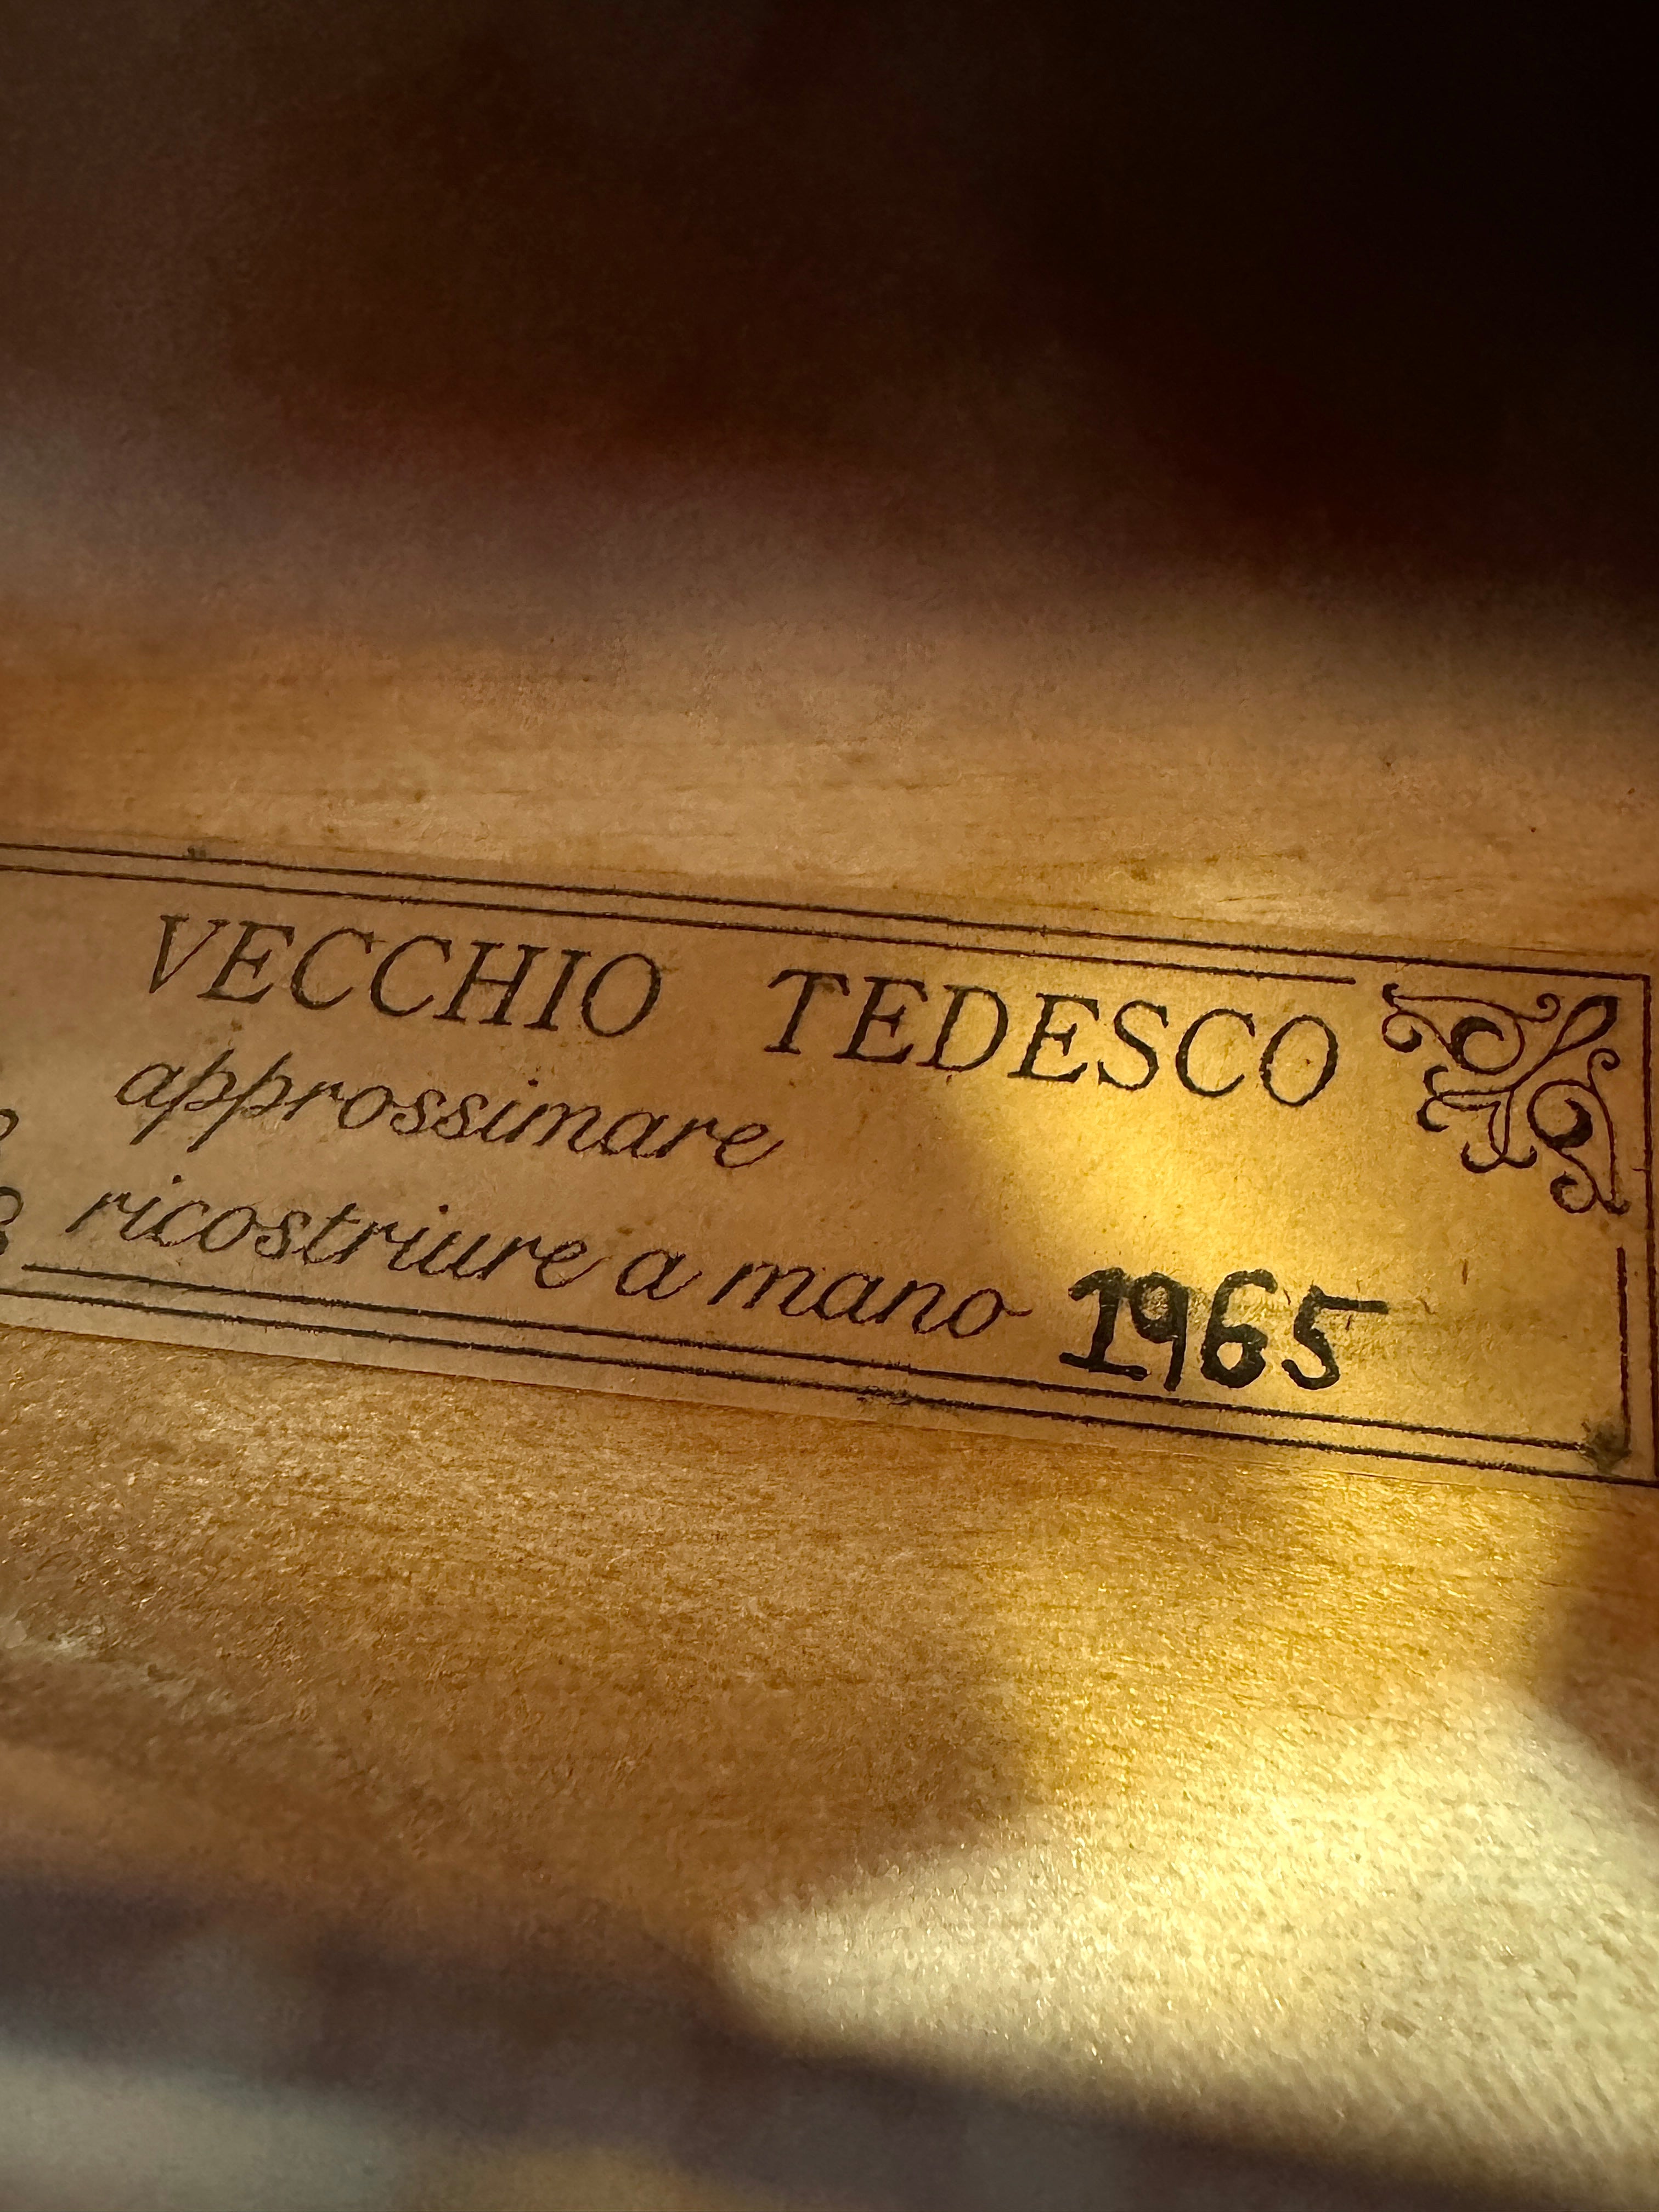 VECCHIO TEDESCO
approssimare
ricostriure a mano 1965